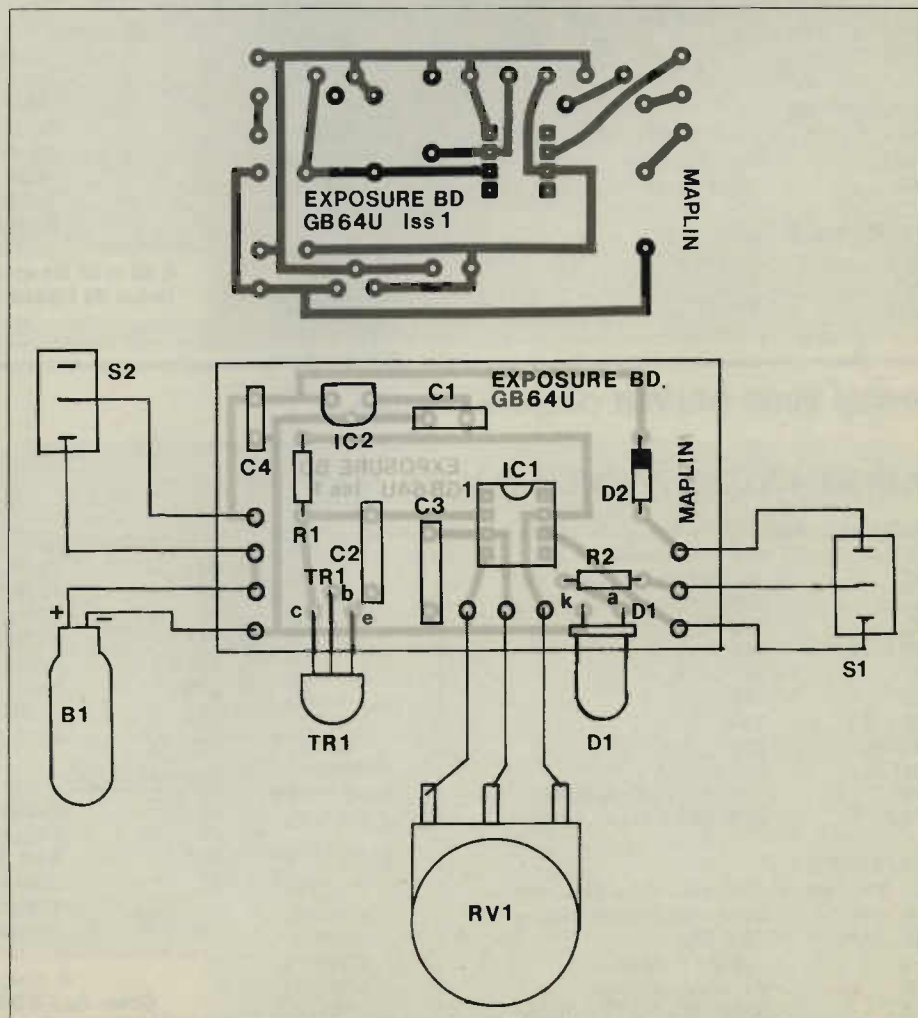 EXPOSURE BD
GB64U Iss 1
MAPLIN
S2
EXPOSURE BD.
GB64U
C1
IC2
C4
IC1
1
D2
MAPLIN
R1
C3
C2
R2
TR1
b
c
e
k
a
D1
+
−
S1
B1
TR1
D1
RV1